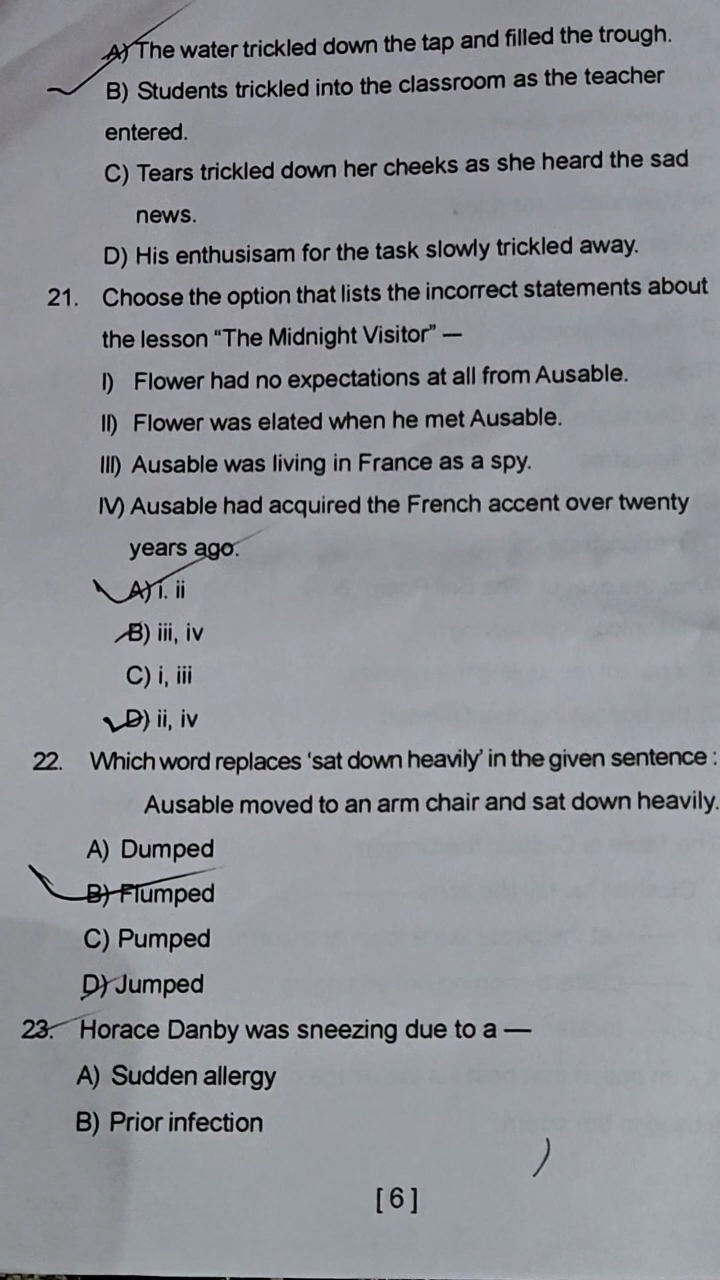 A) The water trickled down the tap and filled the trough.
B) Students trickled into the classroom as the teacher
entered.
C) Tears trickled down her cheeks as she heard the sad
news.
D) His enthusisam for the task slowly trickled away.
21. Choose the option that lists the incorrect statements about
the lesson “The Midnight Visitor” —
I) Flower had no expectations at all from Ausable.
II) Flower was elated when he met Ausable.
III) Ausable was living in France as a spy.
IV) Ausable had acquired the French accent over twenty
years ago.
A) i. ii
B) iii, iv
C) i, iii
D) ii, iv
22. Which word replaces ‘sat down heavily’ in the given sentence :
Ausable moved to an arm chair and sat down heavily.
A) Dumped
B) Flumped
C) Pumped
D) Jumped
23. Horace Danby was sneezing due to a —
A) Sudden allergy
B) Prior infection
[ 6 ]